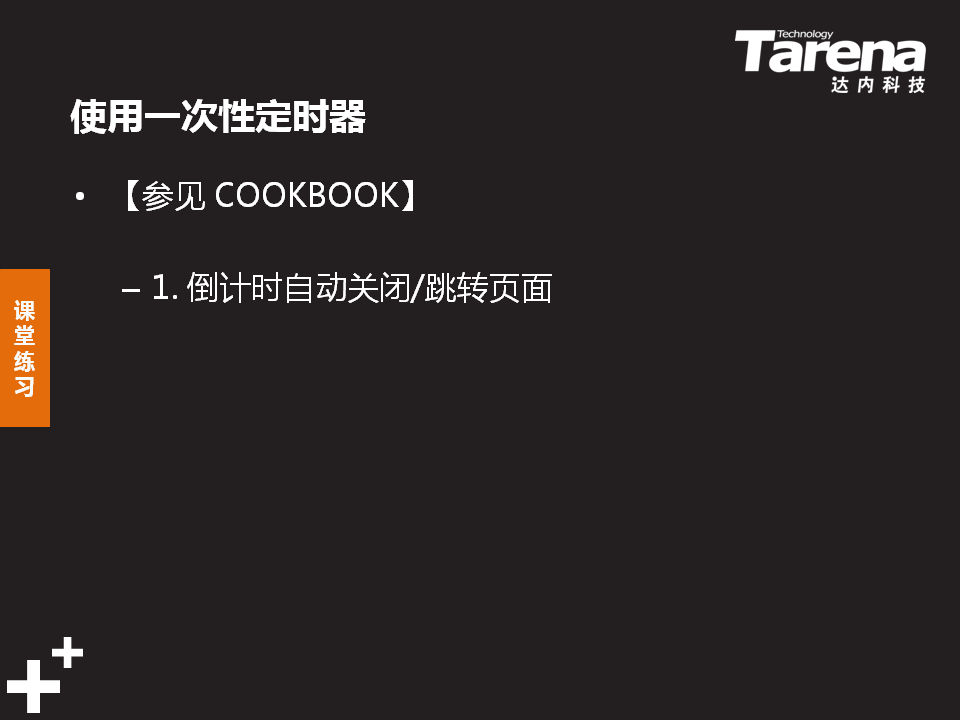 Technology
Tarena
达内科技
使用一次性定时器
• 【参见 COOKBOOK】
– 1. 倒计时自动关闭/跳转页面
课堂练习